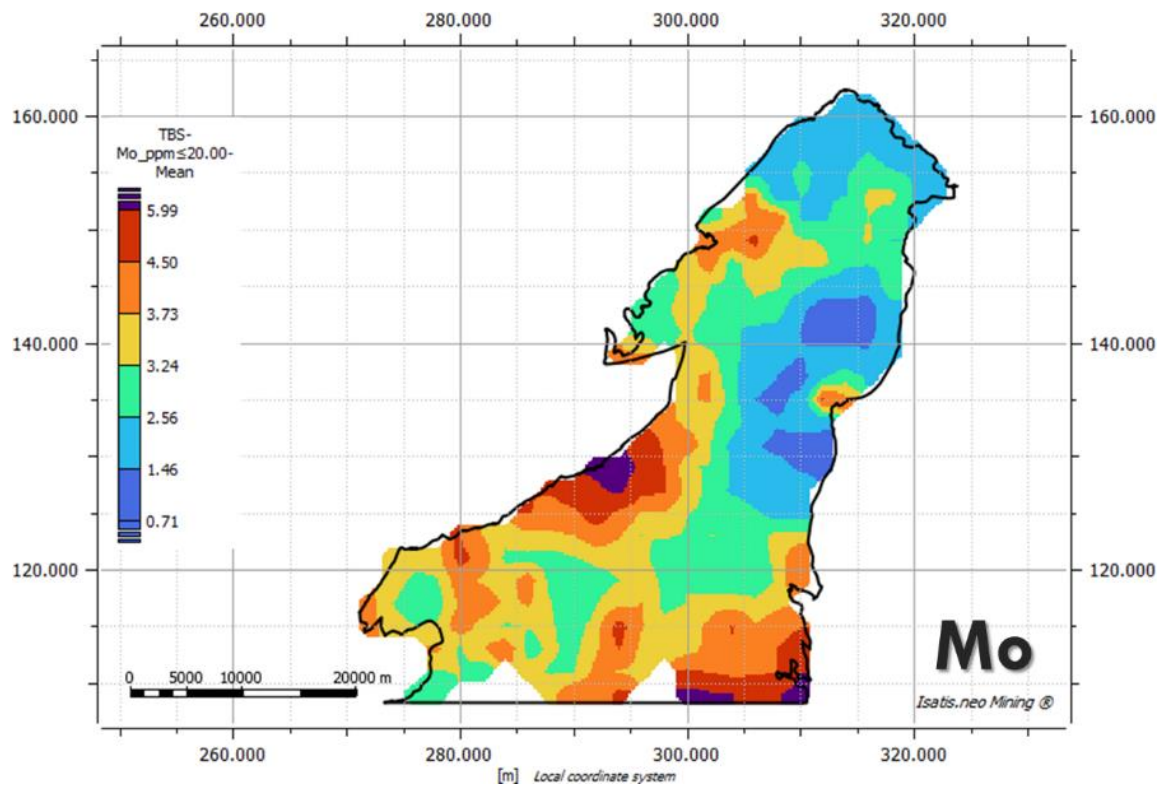 260.000 280.000 300.000 320.000
160.000 160.000
TBS-
Mo_ppm≤20.00-
Mean
5.99
4.50
3.73
3.24
2.56
1.46
0.71
140.000 140.000
120.000 120.000
0 5000 10000 20000 m
Mo
Isatis.neo Mining ®
260.000 280.000 300.000 320.000
[m] Local coordinate system